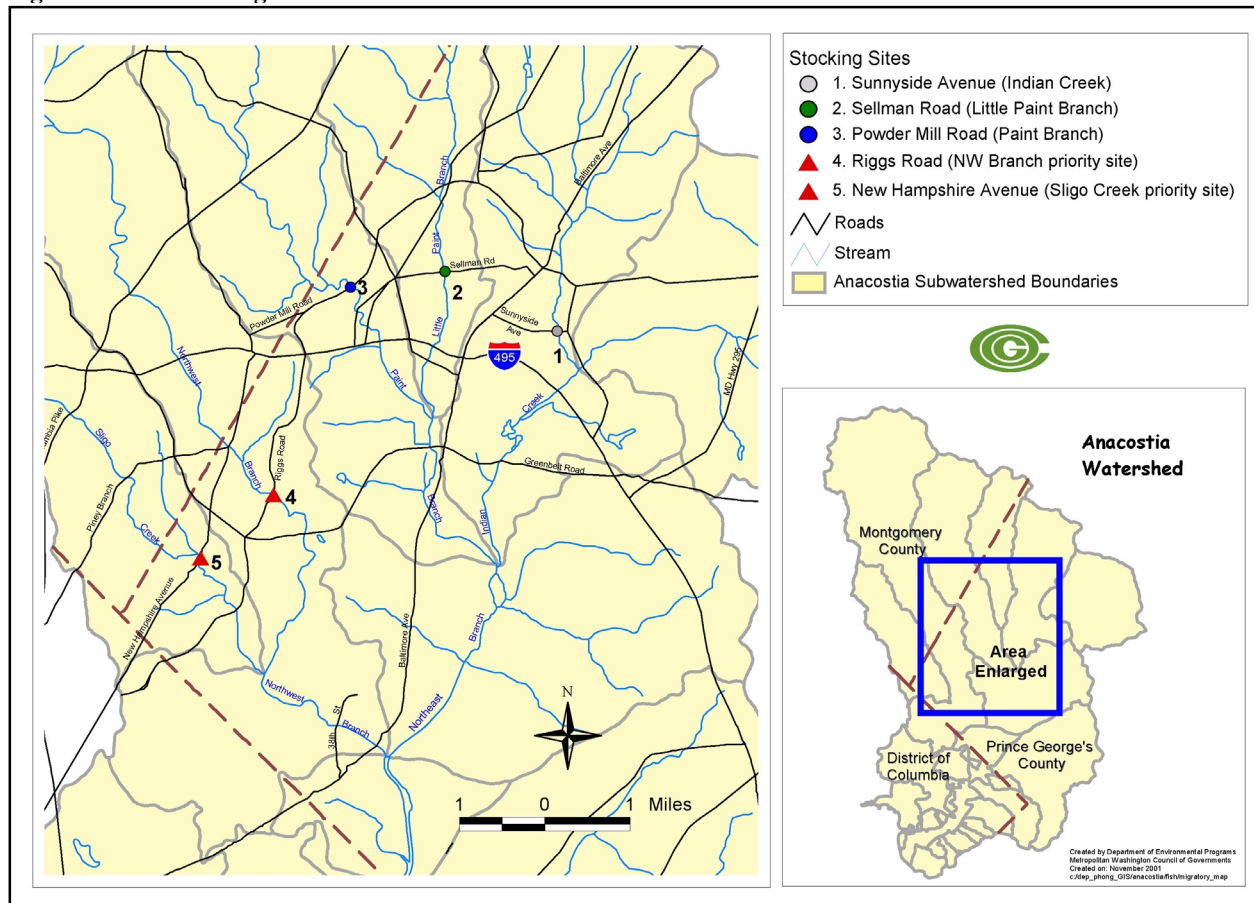 Stocking Sites
1. Sunnyside Avenue (Indian Creek)
2. Sellman Road (Little Paint Branch)
3. Powder Mill Road (Paint Branch)
4. Riggs Road (NW Branch priority site)
5. New Hampshire Avenue (Sligo Creek priority site)
Roads
Stream
Anacostia Subwatershed Boundaries
Branch
Baltimore Ave
Paint
Sellman Rd
2
3
Powder Mill Road
Little
Sunnyside
Ave
1
495
Northwest
Paint
MD Hwy 295
Creek
Sligo
Riggs Road
Greenbelt Road
Piney Branch
Branch
4
Branch
Indian
Creek
5
New Hampshire Avenue
Baltimore Ave
Branch
Northwest
Northeast
38th St
Branch
N
1 0 1 Miles
COG
Anacostia
Watershed
Montgomery
County
Area
Enlarged
District of
Columbia
Prince George's
County
Created by Department of Environmental Programs
Metropolitan Washington Council of Governments
Created on: November 2001
c:/dep_phong_GIS/anacostia/fish/migratory_map